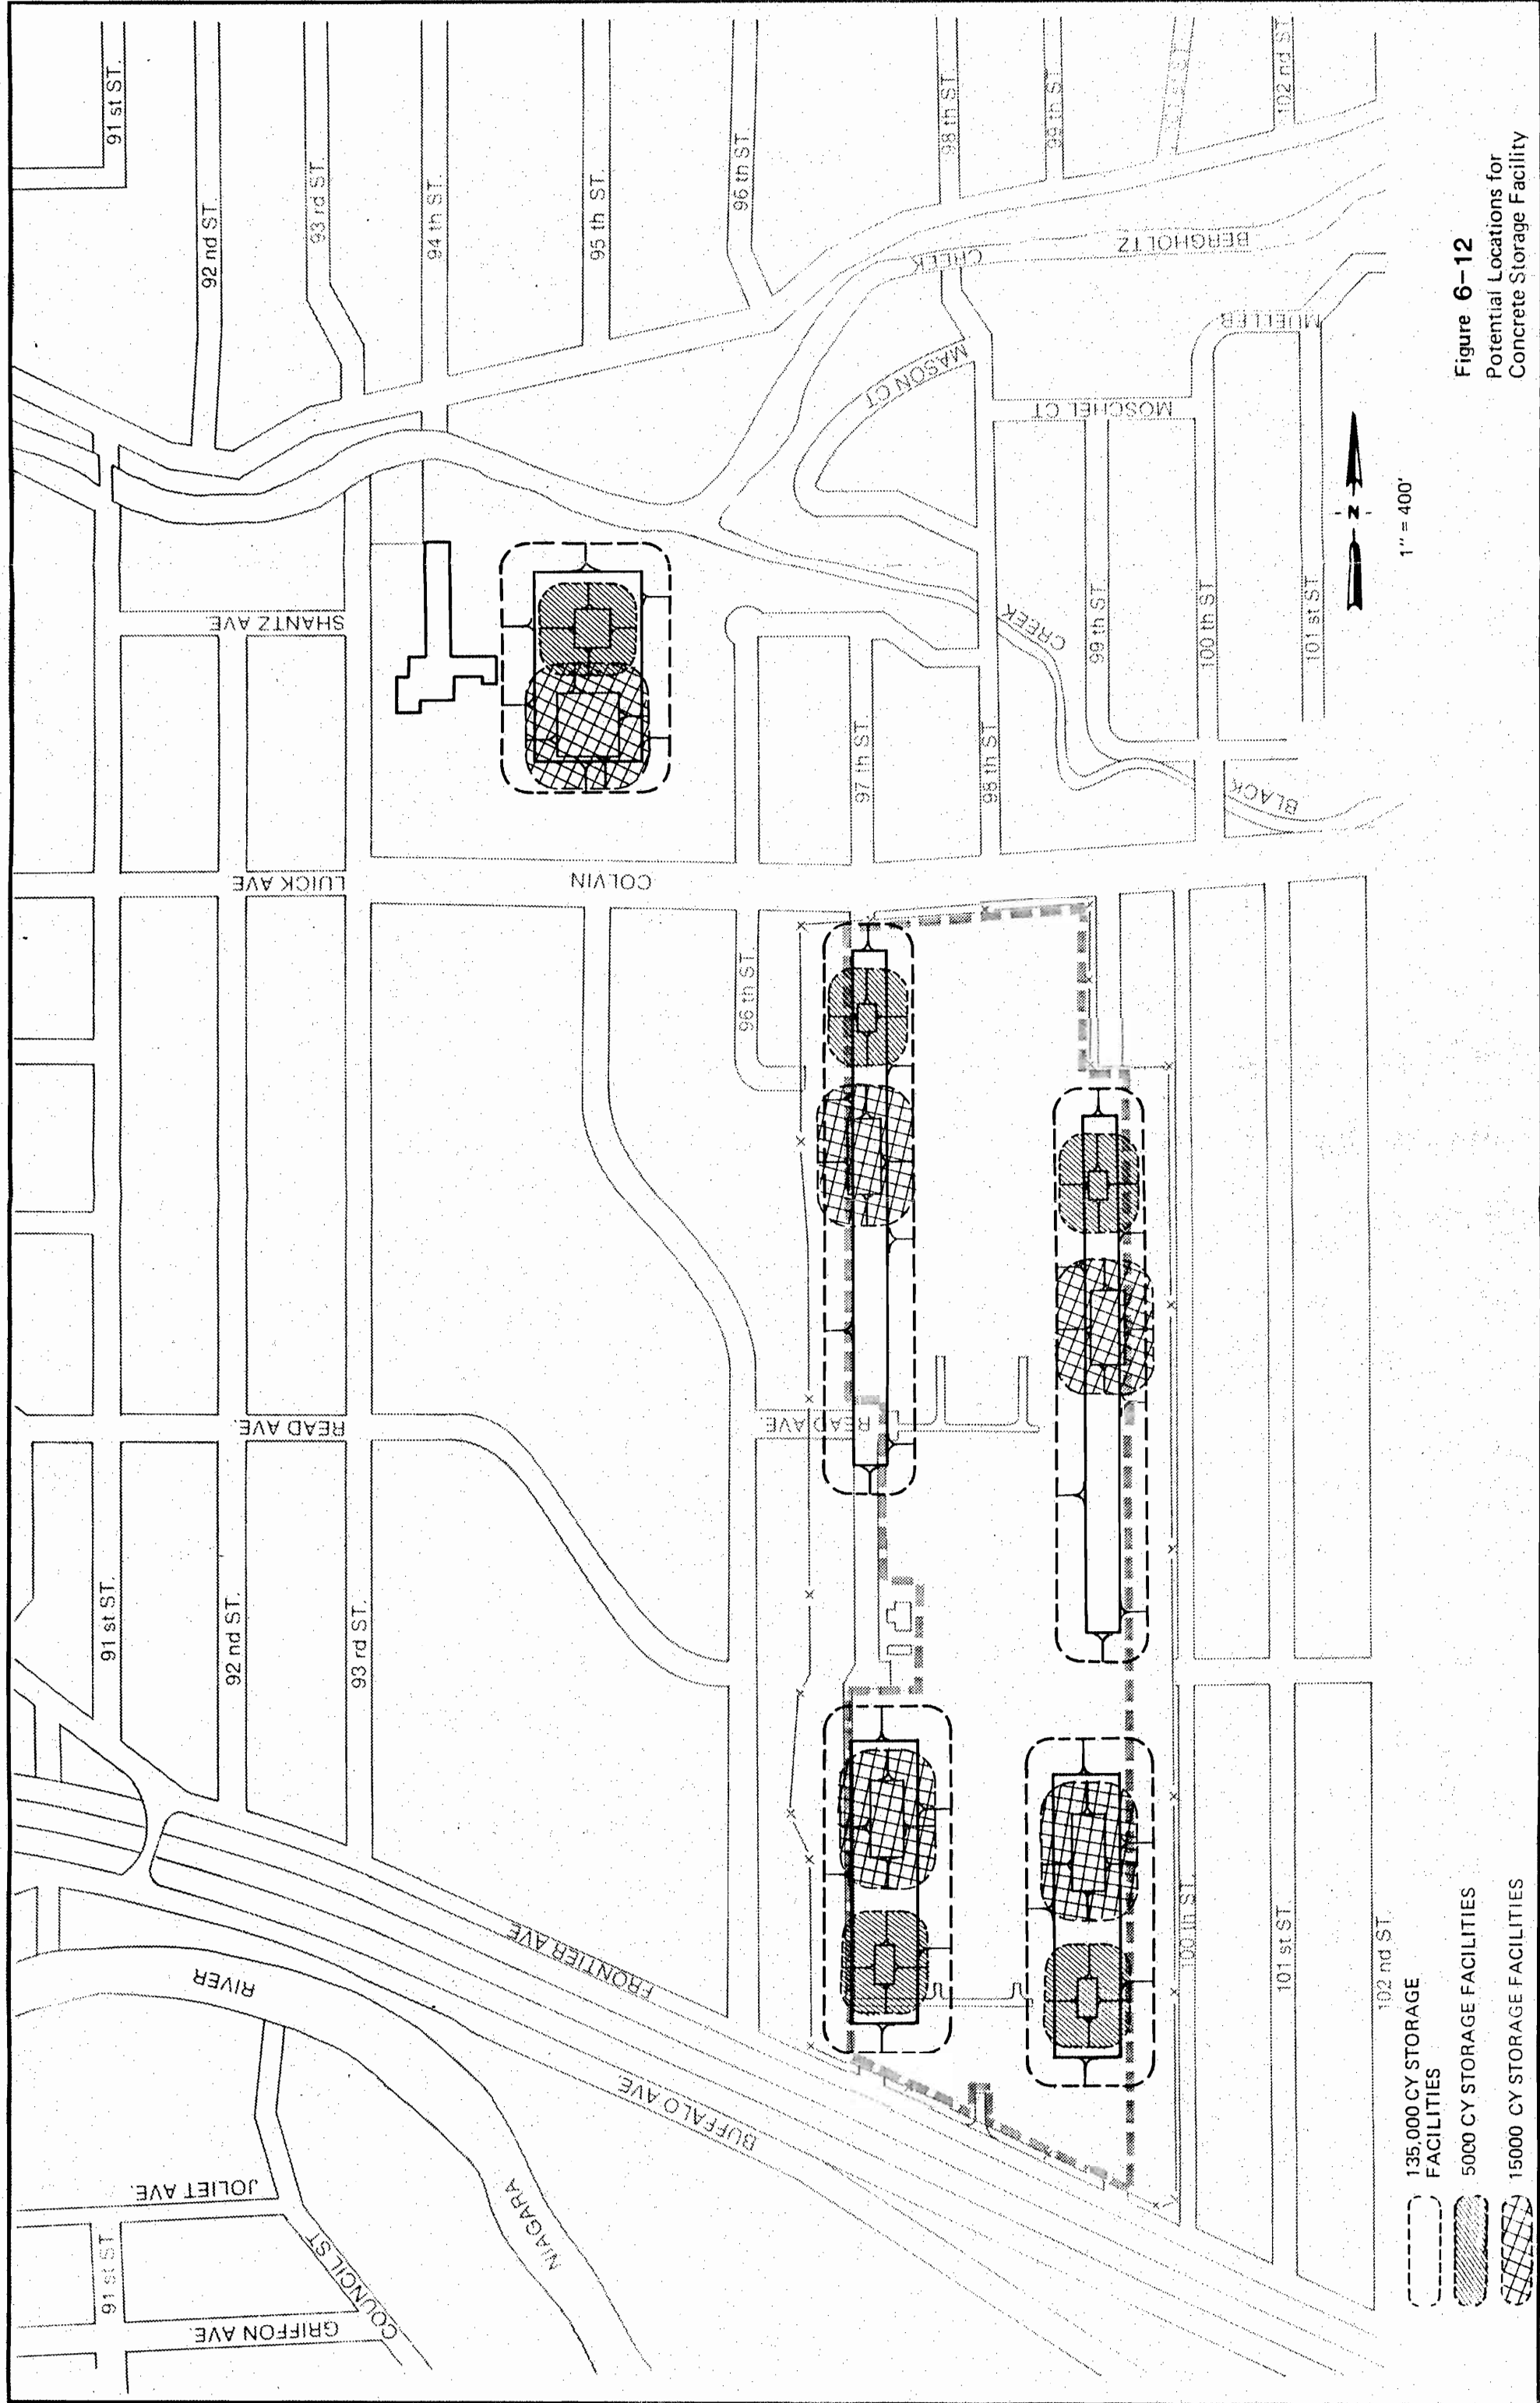 91 st ST.
92 nd ST.
93 rd ST.
94 th ST.
95 th ST.
96 th ST.
98 th ST.
99 th ST.
102 nd ST.
CREEK
BERGHOLTZ
MASON CT
MUELLER
MOSCHEL CT
SHANTZ AVE.
CREEK
97 th ST.
98 th ST.
99 th ST.
100 th ST.
101 st ST.
BLACK
LUICK AVE
COLVIN
96 th ST.
READ AVE.
READ AVE.
91 st ST.
92 nd ST.
93 rd ST.
FRONTIER AVE
BUFFALO AVE.
NIAGARA
RIVER
JOLIET AVE.
91 st ST.
COUNCIL ST
GRIFFON AVE.
100 th ST.
101 st ST.
102 nd ST.
N
1" = 400'
135,000 CY STORAGE
FACILITIES
5000 CY STORAGE FACILITIES
15000 CY STORAGE FACILITIES
Figure 6–12
Potential Locations for
Concrete Storage Facility